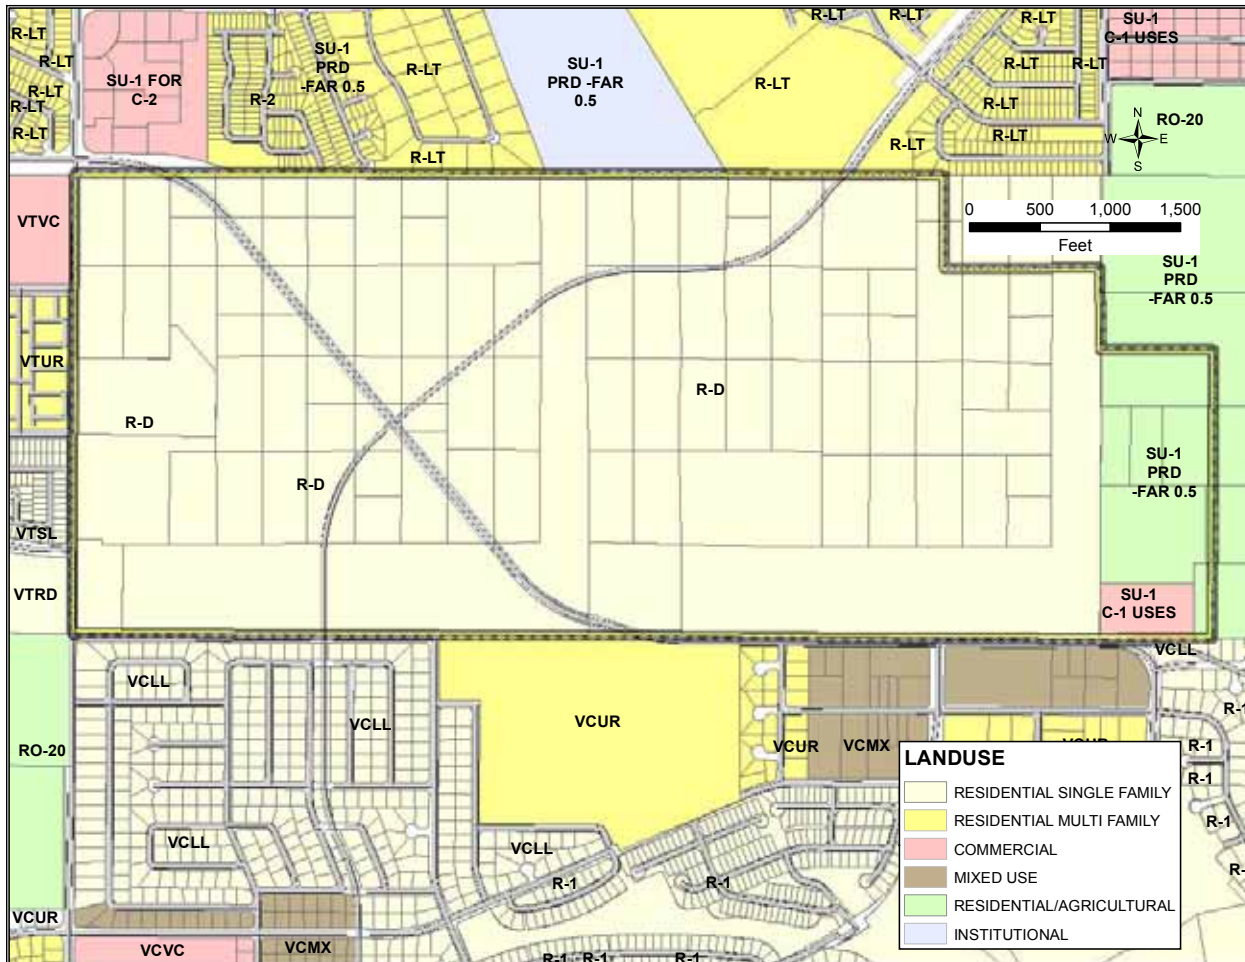 R-LT
R-LT
R-LT
R-LT
R-LT
SU-1 FOR
C-2
R-2
SU-1
PRD
-FAR 0.5
R-LT
R-LT
SU-1
PRD -FAR
0.5
R-LT
R-LT
R-LT
R-LT
R-LT
R-LT
R-LT
R-LT
SU-1
C-1 USES
RO-20
N
W
E
S
0 500 1,000 1,500
Feet
SU-1
PRD
-FAR 0.5
VTVC
VTUR
R-D
R-D
R-D
SU-1
PRD
-FAR 0.5
VTSL
VTRD
SU-1
C-1 USES
VCLL
VCLL
VCLL
VCUR
R-1
RO-20
VCUR
VCMX
VCUR
R-1
R-1
R-1
VCLL
VCLL
R-1
R-1
R-
VCUR
VCVC
VCMX
R-1
R-1
R-1
LANDUSE
RESIDENTIAL SINGLE FAMILY
RESIDENTIAL MULTI FAMILY
COMMERCIAL
MIXED USE
RESIDENTIAL/AGRICULTURAL
INSTITUTIONAL